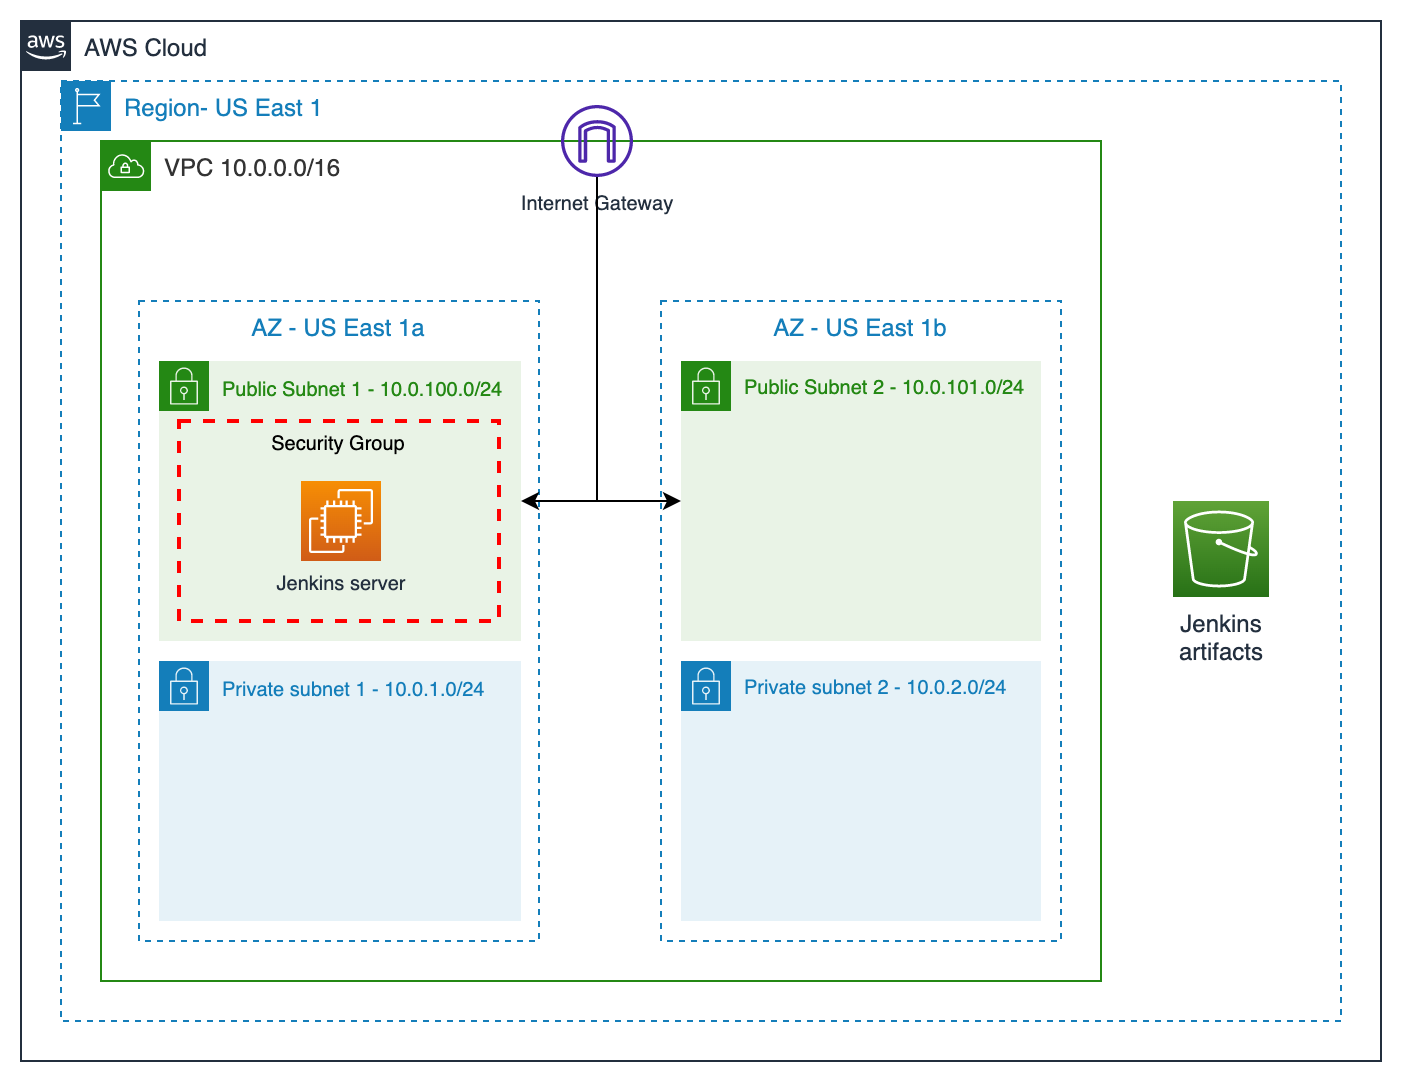 aws
AWS Cloud
Region- US East 1
VPC 10.0.0.0/16
Internet Gateway
AZ - US East 1a
AZ - US East 1b
Public Subnet 1 - 10.0.100.0/24
Public Subnet 2 - 10.0.101.0/24
Security Group
Jenkins server
Jenkins
artifacts
Private subnet 1 - 10.0.1.0/24
Private subnet 2 - 10.0.2.0/24